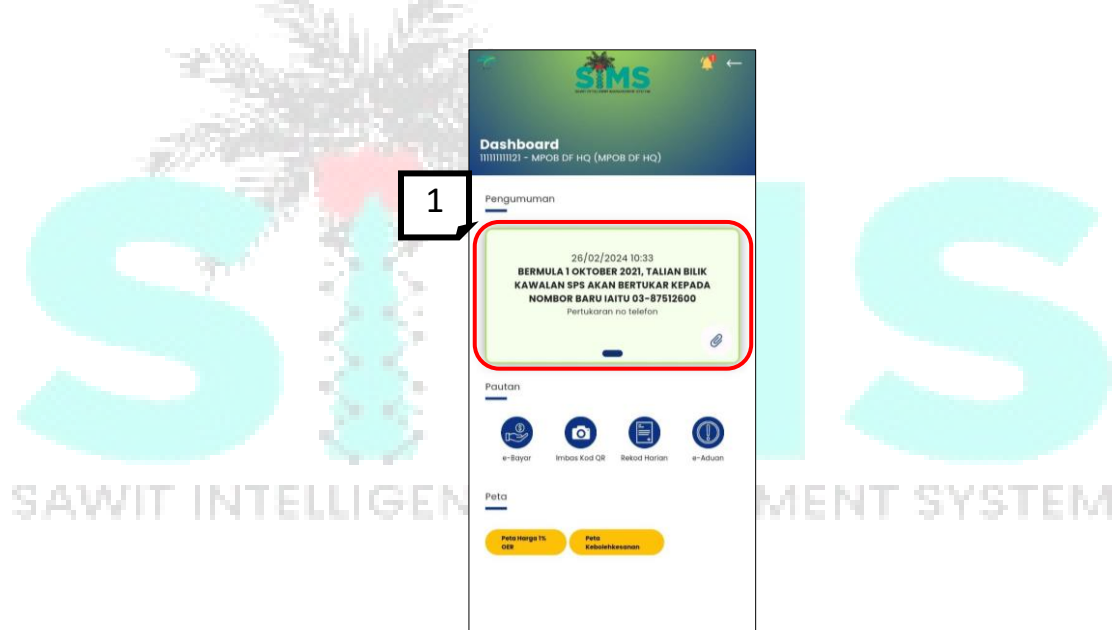 SIMS
Dashboard
111111111121 - MPOB DF HQ (MPOB DF HQ)
1
Pengumuman
26/02/2024 10:33
BERMULA 1 OKTOBER 2021, TALIAN BILIK
KAWALAN SPS AKAN BERTUKAR KEPADA
NOMBOR BARU IAITU 03-87512600
Pertukaran no telefon
Pautan
e-Bayar Imbas Kod QR Rekod Harian e-Aduan
Peta
SAWIT INTELLIGEN MENT SYSTEM
Peta Harga 1% OER
Peta Kebolehkesanan